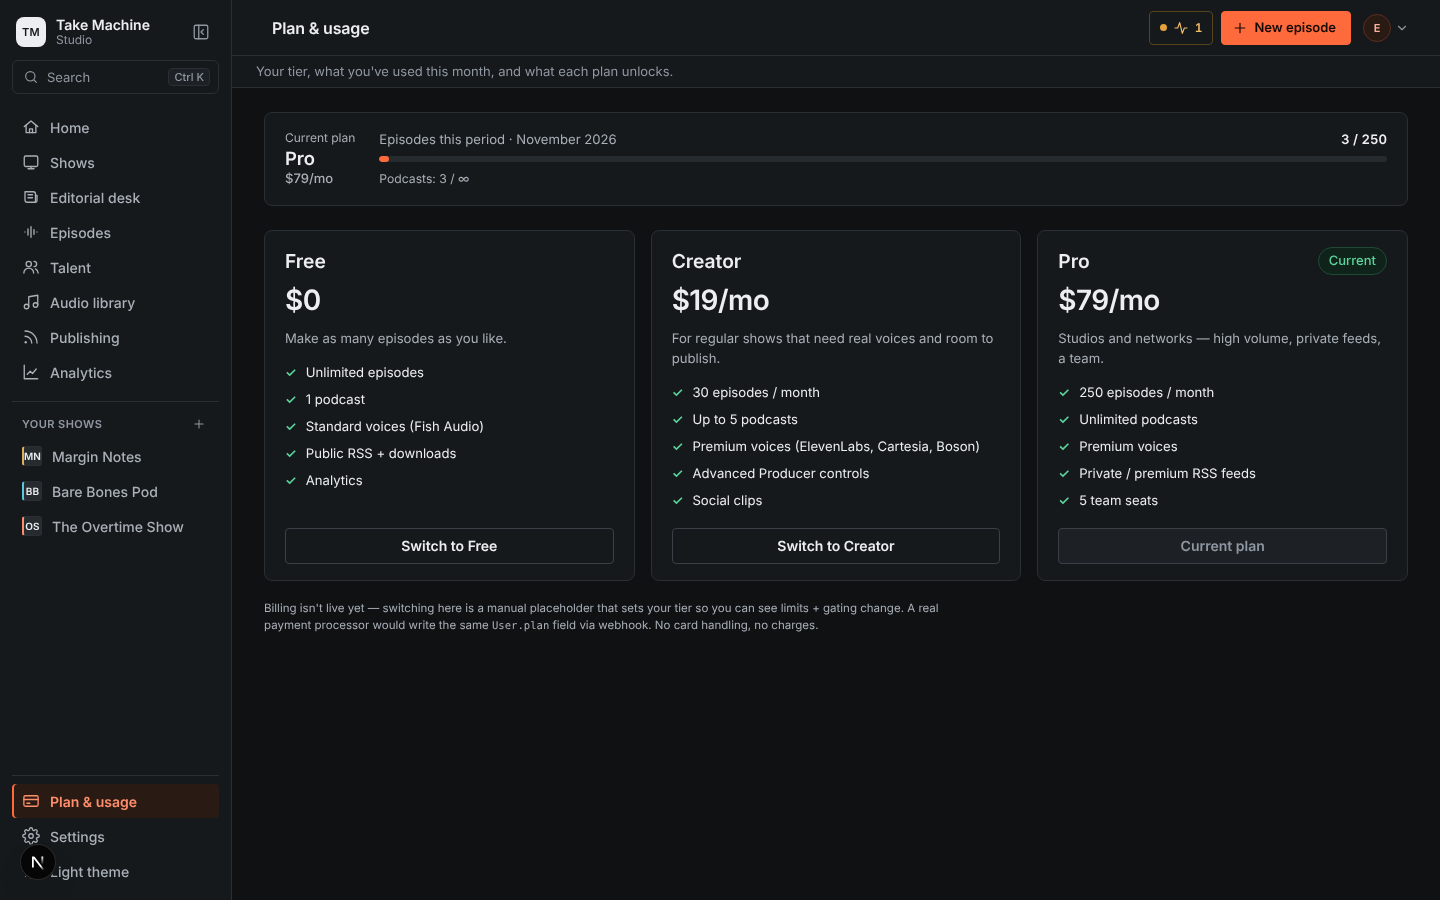 TM
Take Machine
Studio
Search
Ctrl K
Home
Shows
Editorial desk
Episodes
Talent
Audio library
Publishing
Analytics
YOUR SHOWS
MN
Margin Notes
BB
Bare Bones Pod
OS
The Overtime Show
Plan & usage
Settings
N
Light theme
Plan & usage
1
New episode
E
Your tier, what you've used this month, and what each plan unlocks.
Current plan
Pro
$79/mo
Episodes this period · November 2026
3 / 250
Podcasts: 3 / ∞
Free
$0
Make as many episodes as you like.
Unlimited episodes
1 podcast
Standard voices (Fish Audio)
Public RSS + downloads
Analytics
Switch to Free
Creator
$19/mo
For regular shows that need real voices and room to
publish.
30 episodes / month
Up to 5 podcasts
Premium voices (ElevenLabs, Cartesia, Boson)
Advanced Producer controls
Social clips
Switch to Creator
Pro
Current
$79/mo
Studios and networks — high volume, private feeds,
a team.
250 episodes / month
Unlimited podcasts
Premium voices
Private / premium RSS feeds
5 team seats
Current plan
Billing isn't live yet — switching here is a manual placeholder that sets your tier so you can see limits + gating change. A real
payment processor would write the same User.plan field via webhook. No card handling, no charges.